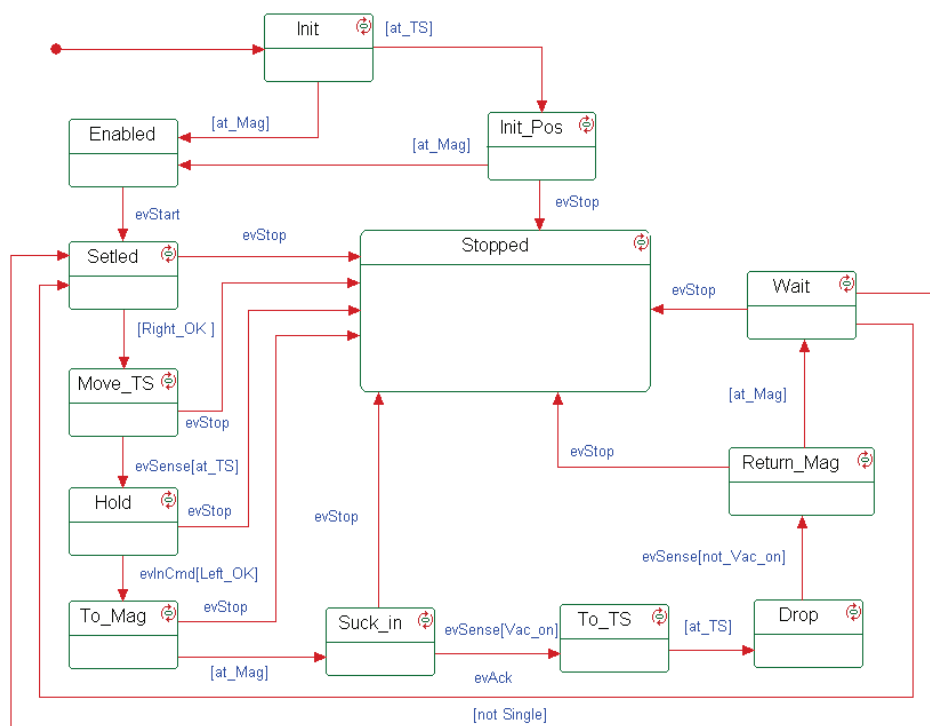 Init
[at_TS]
[at_Mag]
Enabled
Init_Pos
[at_Mag]
evStart
evStop
Setled
evStop
Stopped
Wait
evStop
[Right_OK ]
Move_TS
evStop
[at_Mag]
evSense[at_TS]
evStop
Return_Mag
Hold
evStop
evStop
evSense[not_Vac_on]
evInCmd[Left_OK]
To_Mag
evStop
Suck_in
evSense[Vac_on]
To_TS
[at_TS]
Drop
[at_Mag]
evAck
[not Single]